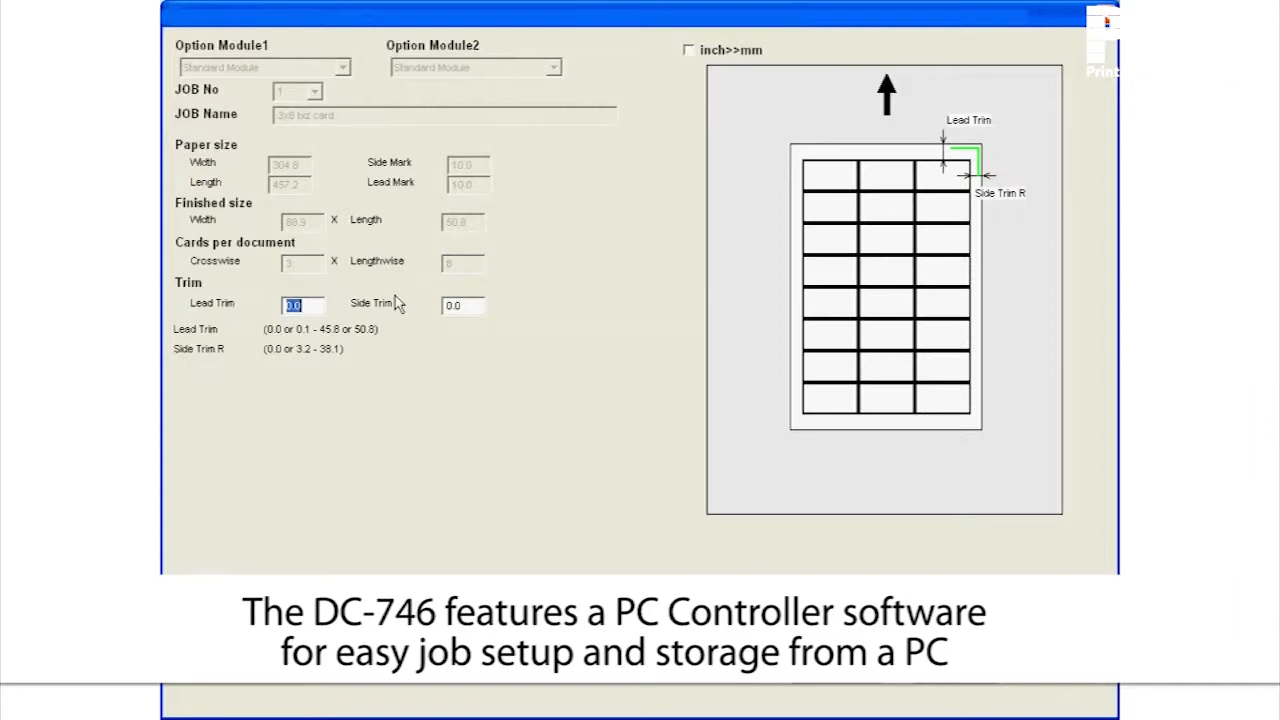 Option Module1 Option Module2
inch>>mm
Standard Module Standard Module
Print
JOB No 1
JOB Name 3x8 biz card
Lead Trim
Paper size
Width 304.8 Side Mark 10.0
Length 457.2 Lead Mark 10.0
Side Trim R
Finished size
Width 88.9 X Length 50.8
Cards per document
Crosswise 3 X Lengthwise 8
Trim
Lead Trim 0.0 Side Trim 0.0
Lead Trim (0.0 or 0.1 - 45.8 or 50.8)
Side Trim R (0.0 or 3.2 - 38.1)
The DC-746 features a PC Controller software
for easy job setup and storage from a PC